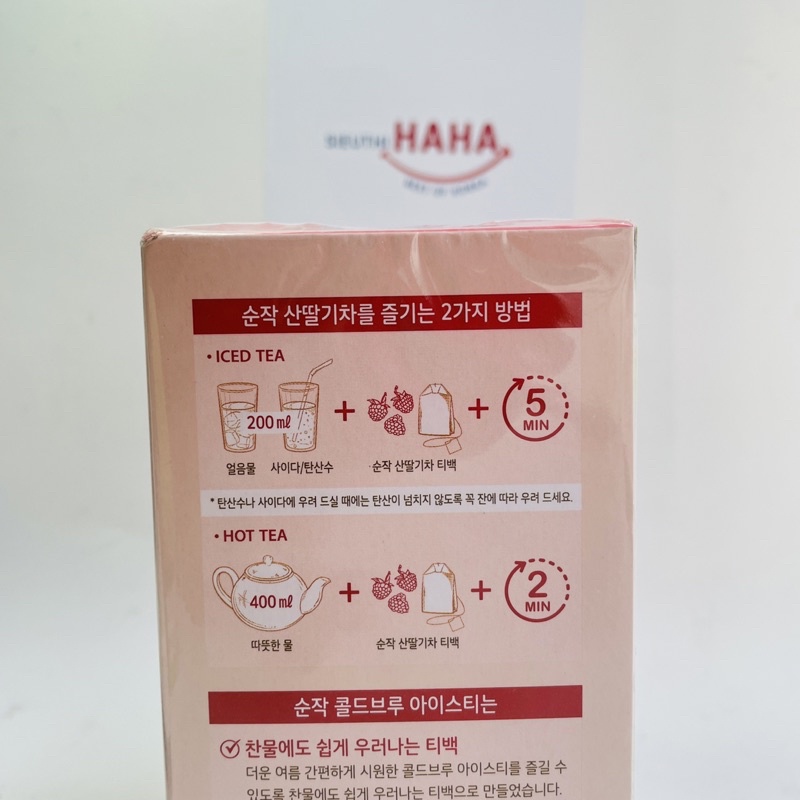 SIEUTHI HAHA
순작 산딸기차를 즐기는 2가지 방법
• ICED TEA
200㎖ + + 5 MIN
얼음물 사이다/탄산수 순작 산딸기차 티백
* 탄산수나 사이다에 우려 드실 때에는 탄산이 넘치지 않도록 꼭 잔에 따라 우려 드세요.
• HOT TEA
400㎖ + + 2 MIN
따뜻한 물 순작 산딸기차 티백
순작 콜드브루 아이스티는
찬물에도 쉽게 우러나는 티백
더운 여름 간편하게 시원한 콜드브루 아이스티를 즐길 수
있도록 찬물에도 쉽게 우러나는 티백으로 만들었습니다.